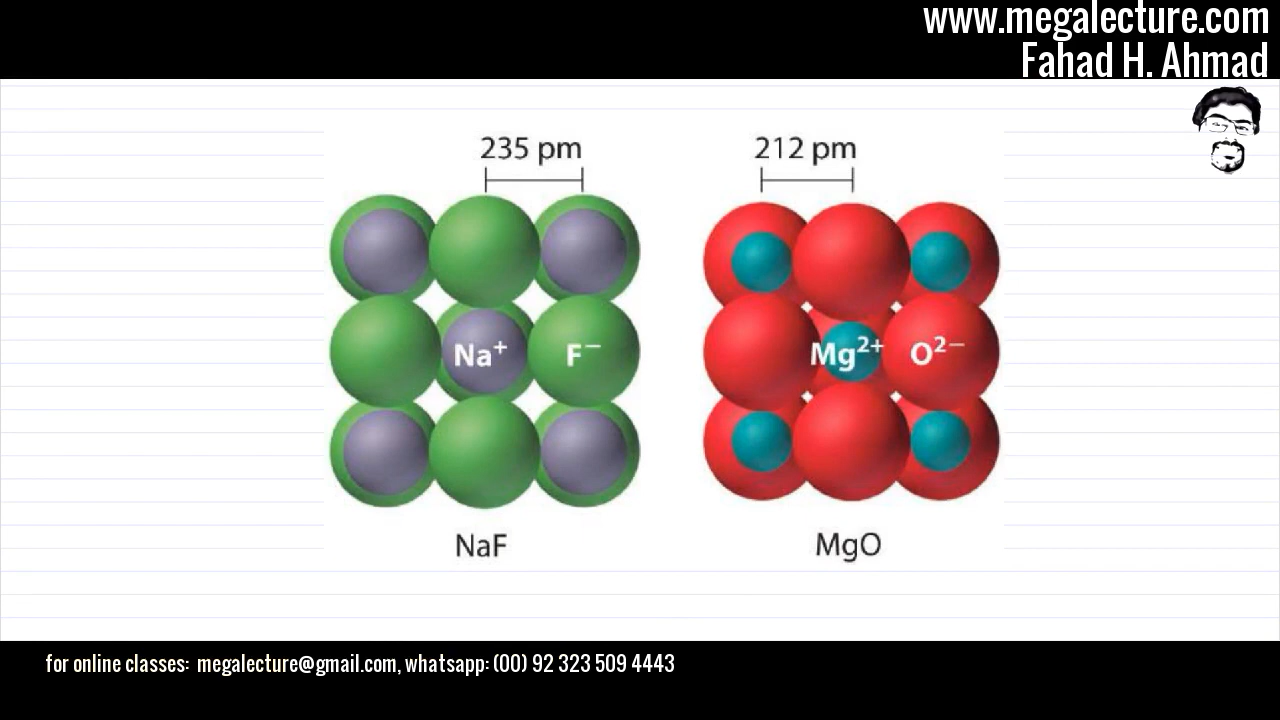 www.megalecture.com
Fahad H. Ahmad
235 pm
212 pm
Na⁺
F⁻
Mg²⁺
O²⁻
NaF
MgO
for online classes: megalecture@gmail.com, whatsapp: (00) 92 323 509 4443